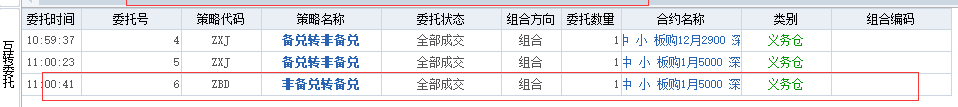 互转委托
委托时间 委托号 策略代码 策略名称 委托状态 组合方向 委托数量 合约名称 类别 组合编码
10:59:37 4 ZXJ 备兑转非备兑 全部成交 组合 1 中小板购12月2900 深 义务仓
11:00:23 5 ZXJ 备兑转非备兑 全部成交 组合 1 中小板购1月5000 深 义务仓
11:00:41 6 ZBD 非备兑转备兑 全部成交 组合 1 中小板购1月5000 深 义务仓